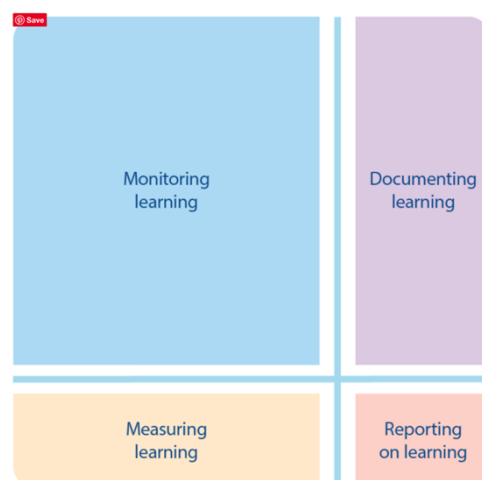 Save
Monitoring
learning
Documenting
learning
Measuring
learning
Reporting
on learning